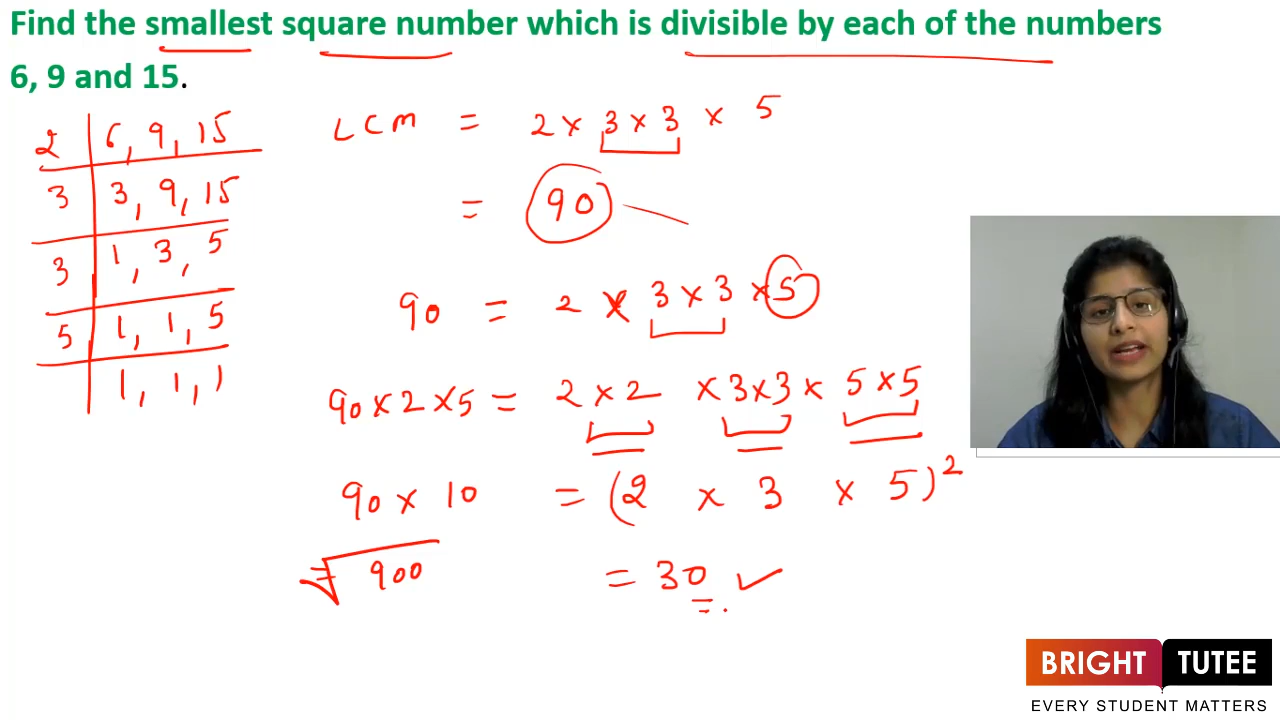 Find the smallest square number which is divisible by each of the numbers
6, 9 and 15.
2 | 6, 9, 15
3 | 3, 9, 15
3 | 1, 3, 5
5 | 1, 1, 5
| 1, 1, 1
LCM = 2 × 3 × 3 × 5
= 90
90 = 2 × 3 × 3 × 5
90 × 2 × 5 = 2 × 2 × 3 × 3 × 5 × 5
90 × 10 = (2 × 3 × 5)²
√900 = 30 ✓
BRIGHT TUTEE
EVERY STUDENT MATTERS